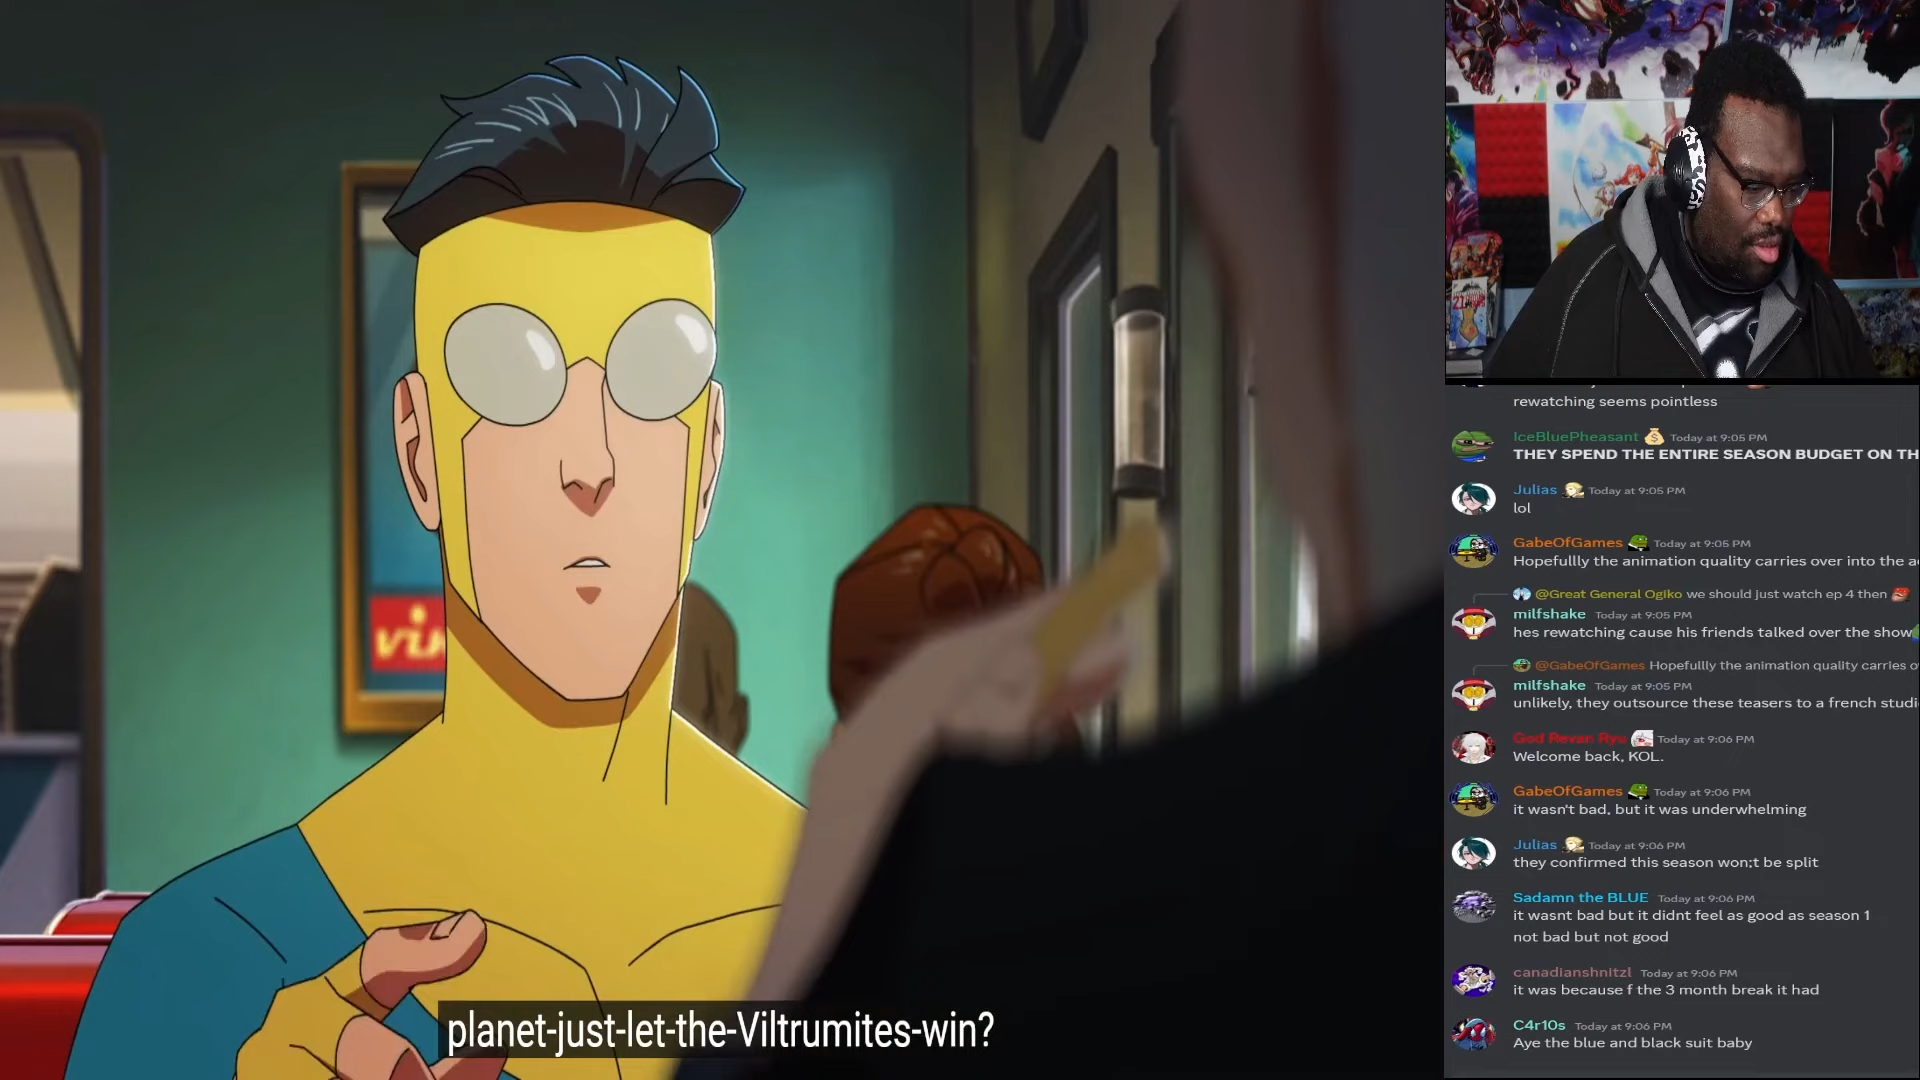 rewatching seems pointless
IceBluePheasant Today at 9:05 PM
THEY SPEND THE ENTIRE SEASON BUDGET ON TH
Julias Today at 9:05 PM
lol
GabeOfGames Today at 9:05 PM
Hopefullly the animation quality carries over into the a
@Great General Ogiko we should just watch ep 4 then
milfshake Today at 9:05 PM
hes rewatching cause his friends talked over the show
@GabeOfGames Hopefullly the animation quality carries o
milfshake Today at 9:05 PM
unlikely, they outsource these teasers to a french studi
God Revan Ryu Today at 9:06 PM
Welcome back, KOL.
GabeOfGames Today at 9:06 PM
it wasn't bad, but it was underwhelming
Julias Today at 9:06 PM
they confirmed this season won;t be split
Sadamn the BLUE Today at 9:06 PM
it wasnt bad but it didnt feel as good as season 1
not bad but not good
canadianshnitzl Today at 9:06 PM
it was because f the 3 month break it had
C4r10s Today at 9:06 PM
Aye the blue and black suit baby
planet-just-let-the-Viltrumites-win?